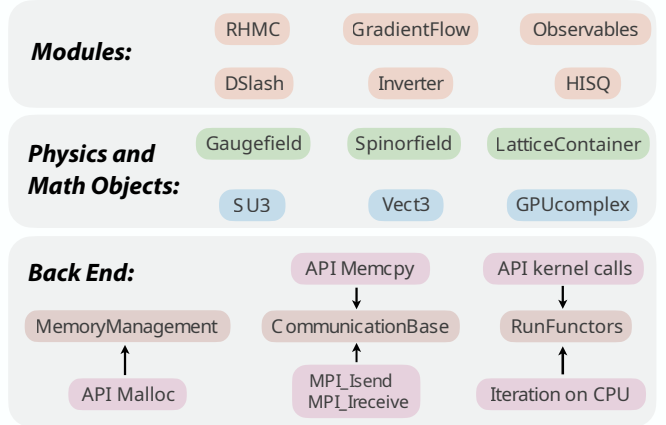 Modules:
RHMC GradientFlow Observables
DSlash Inverter HISQ
Physics and
Math Objects:
Gaugefield Spinorfield LatticeContainer
SU3 Vect3 GPUcomplex
Back End:
API Memcpy API kernel calls
MemoryManagement CommunicationBase RunFunctors
API Malloc
MPI_Isend
MPI_Ireceive
Iteration on CPU